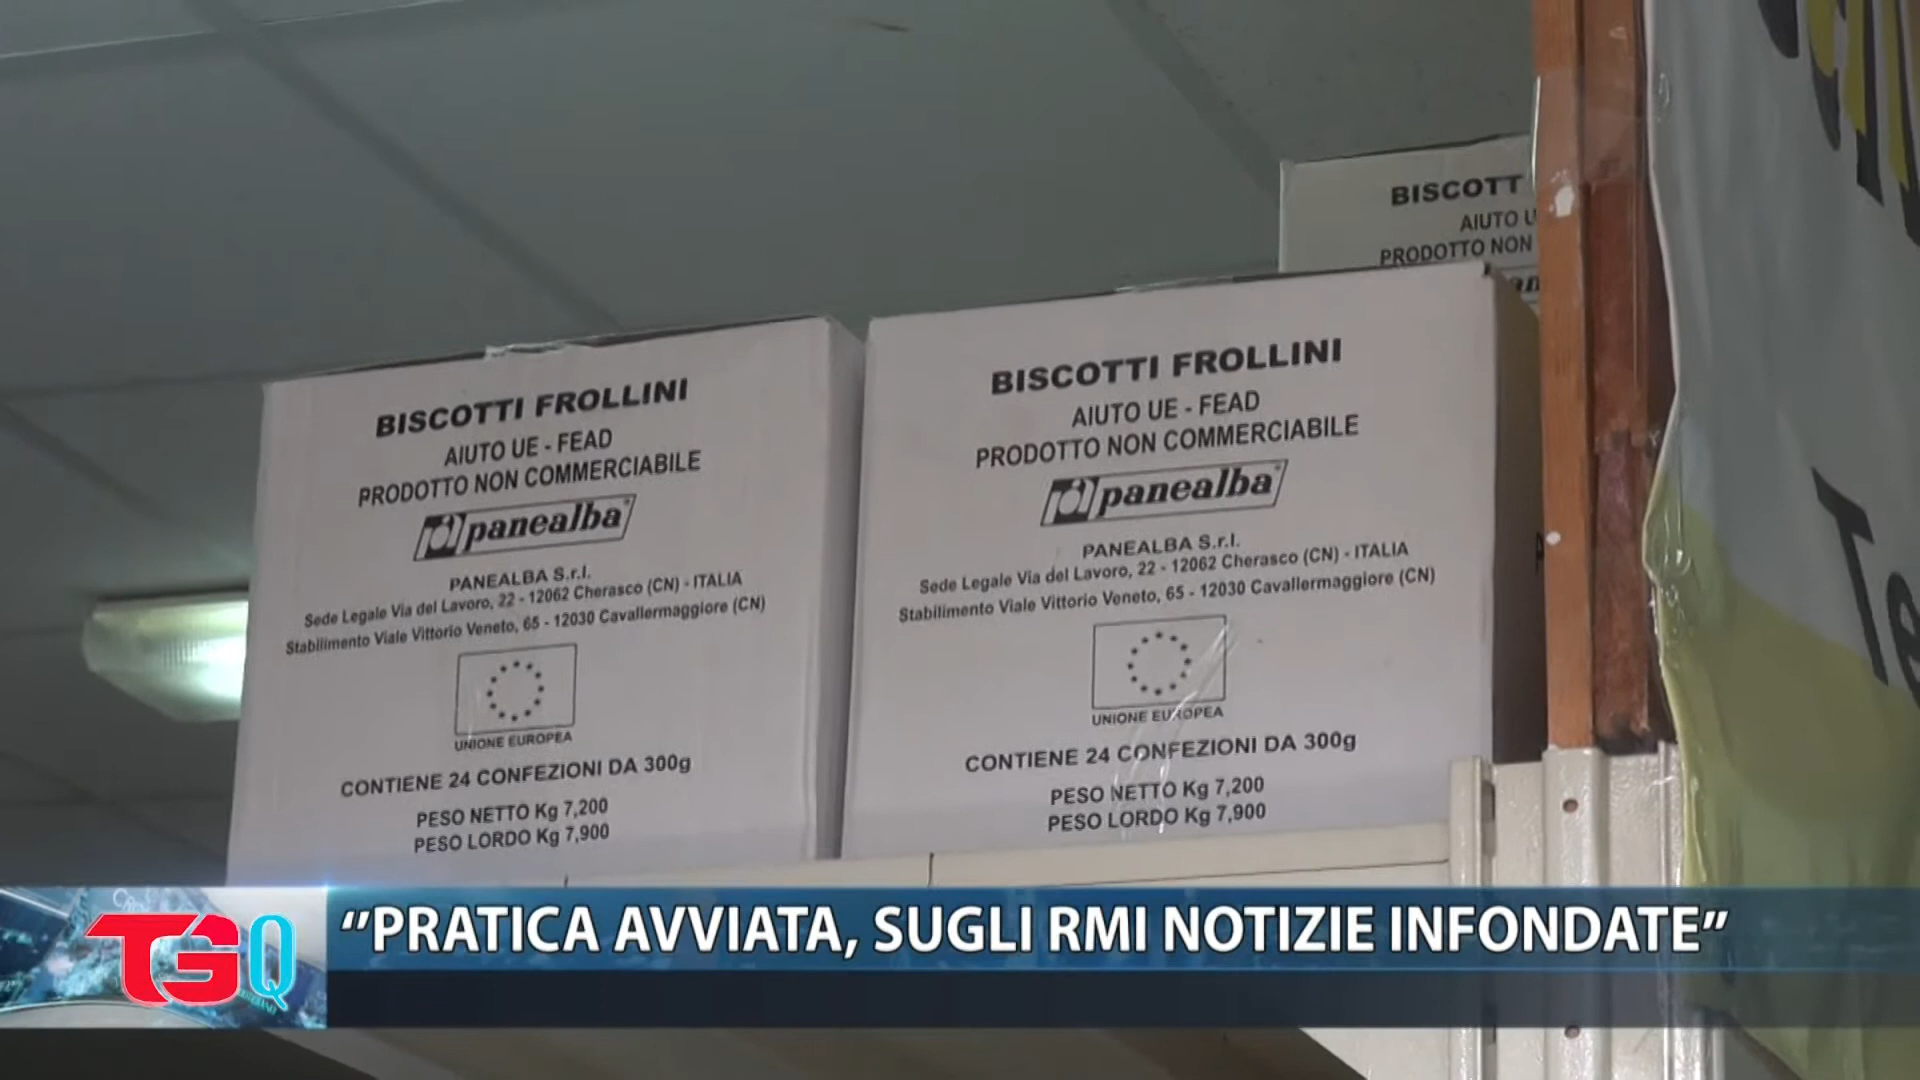 BISCOTTI FROLLINI
AIUTO UE - FEAD
PRODOTTO NON COMMERCIABILE
panealba
PANEALBA S.r.l.
Sede Legale Via del Lavoro, 22 - 12062 Cherasco (CN) - ITALIA
Stabilimento Viale Vittorio Veneto, 65 - 12030 Cavallermaggiore (CN)
UNIONE EUROPEA
CONTIENE 24 CONFEZIONI DA 300g
PESO NETTO Kg 7,200
PESO LORDO Kg 7,900
BISCOTTI FROLLINI
AIUTO UE - FEAD
PRODOTTO NON COMMERCIABILE
panealba
PANEALBA S.r.l.
Sede Legale Via del Lavoro, 22 - 12062 Cherasco (CN) - ITALIA
Stabilimento Viale Vittorio Veneto, 65 - 12030 Cavallermaggiore (CN)
UNIONE EUROPEA
CONTIENE 24 CONFEZIONI DA 300g
PESO NETTO Kg 7,200
PESO LORDO Kg 7,900
BISCOTT
AIUTO U
PRODOTTO NON
Te
TGQ
“PRATICA AVVIATA, SUGLI RMI NOTIZIE INFONDATE”